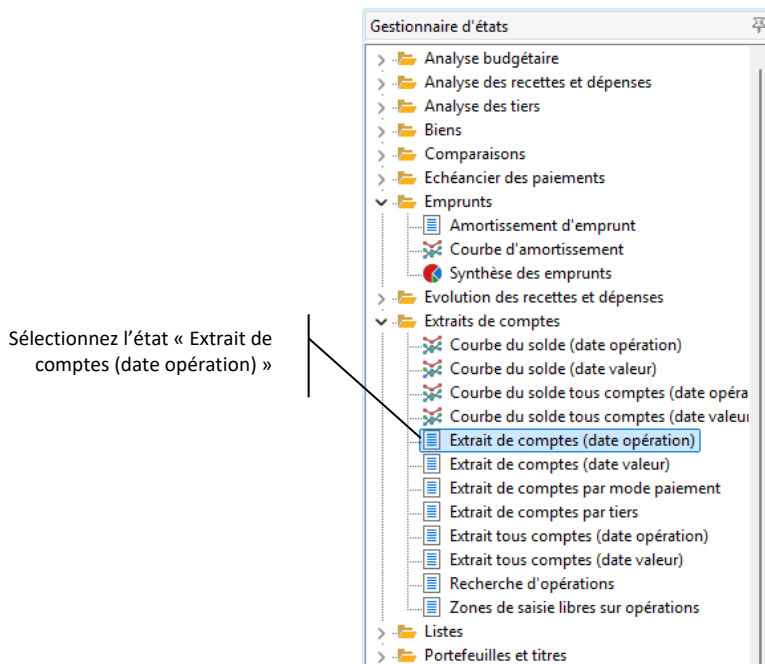 Gestionnaire d'états
Analyse budgétaire
Analyse des recettes et dépenses
Analyse des tiers
Biens
Comparaisons
Echéancier des paiements
Emprunts
Amortissement d'emprunt
Courbe d'amortissement
Synthèse des emprunts
Evolution des recettes et dépenses
Extraits de comptes
Sélectionnez l'état « Extrait de
comptes (date opération) »
Courbe du solde (date opération)
Courbe du solde (date valeur)
Courbe du solde tous comptes (date opéra
Courbe du solde tous comptes (date valeu
Extrait de comptes (date opération)
Extrait de comptes (date valeur)
Extrait de comptes par mode paiement
Extrait de comptes par tiers
Extrait tous comptes (date opération)
Extrait tous comptes (date valeur)
Recherche d'opérations
Zones de saisie libres sur opérations
Listes
Portefeuilles et titres